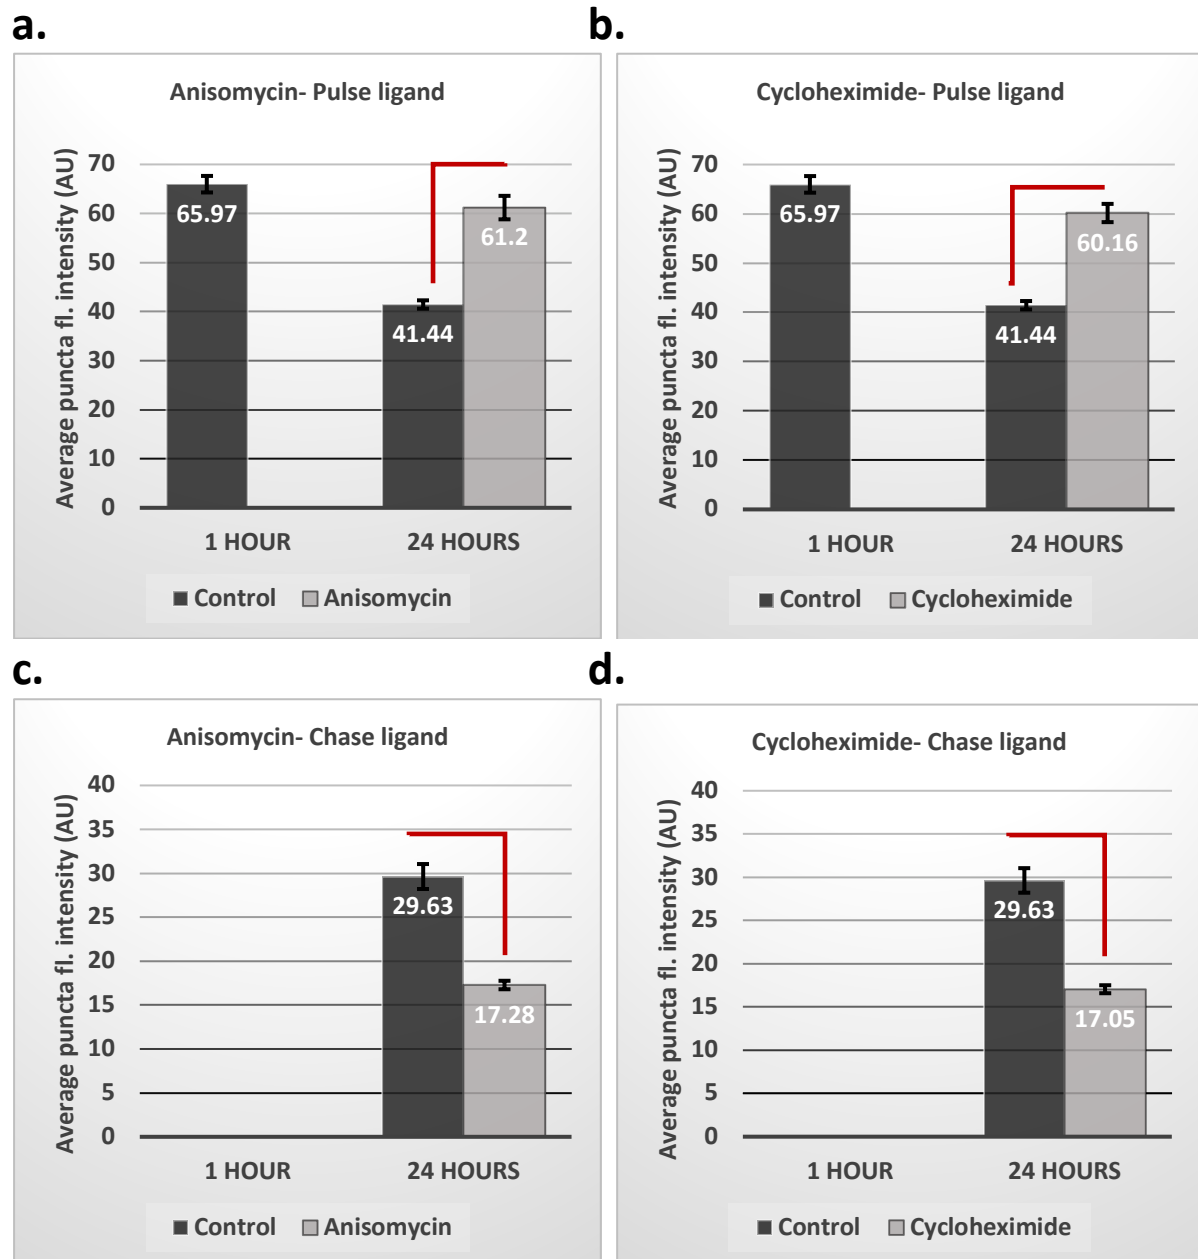 a.
Anisomycin- Pulse ligand
Average puncta fl. intensity (AU)
70
60
50
40
30
20
10
0
65.97
61.2
41.44
1 HOUR
24 HOURS
Control
Anisomycin
b.
Cycloheximide- Pulse ligand
Average puncta fl. intensity (AU)
70
60
50
40
30
20
10
0
65.97
60.16
41.44
1 HOUR
24 HOURS
Control
Cycloheximide
c.
Anisomycin- Chase ligand
Average puncta fl. intensity (AU)
40
35
30
25
20
15
10
5
0
29.63
17.28
1 HOUR
24 HOURS
Control
Anisomycin
d.
Cycloheximide- Chase ligand
Average puncta fl. intensity (AU)
40
35
30
25
20
15
10
5
0
29.63
17.05
1 HOUR
24 HOURS
Control
Cycloheximide